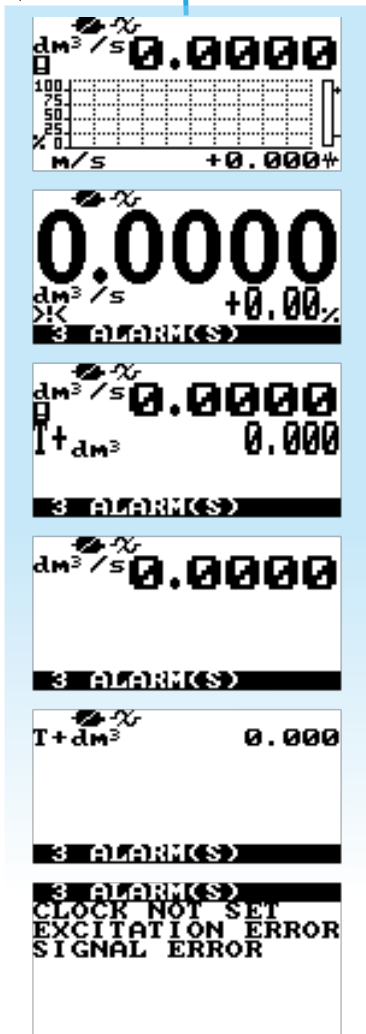 dm³/s 0.0000
100
75
50
25
% 0
m/s +0.000
0.0000
dm³/s +0.00%
>!<
3 ALARM(S)
dm³/s 0.0000
T+dm³ 0.000
3 ALARM(S)
dm³/s 0.0000
3 ALARM(S)
T+dm³ 0.000
3 ALARM(S)
3 ALARM(S)
CLOCK NOT SET
EXCITATION ERROR
SIGNAL ERROR